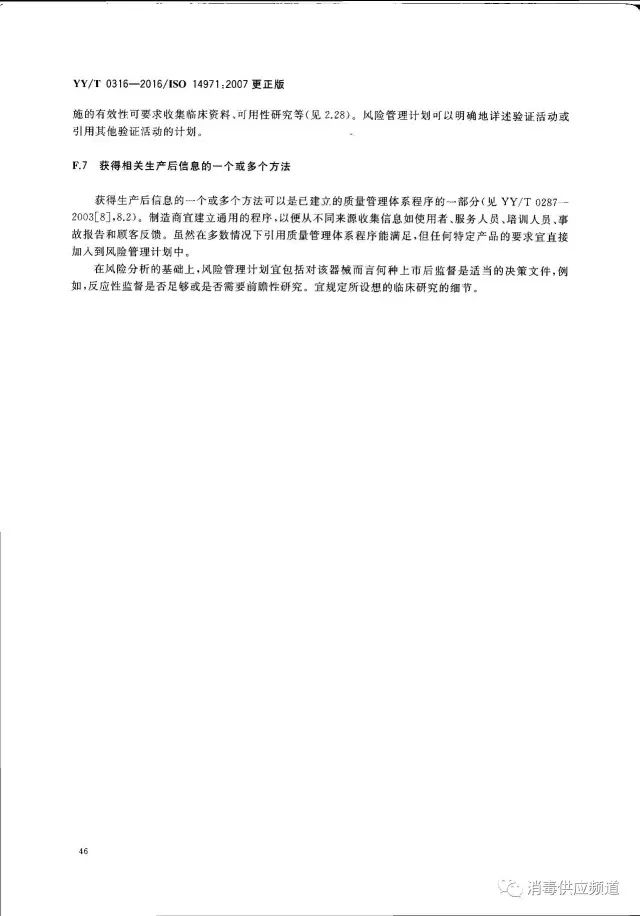 YY/T 0316—2016/ISO 14971:2007 更正版
施的有效性可要求收集临床资料、可用性研究等(见 2.28)。风险管理计划可以明确地详述验证活动或
引用其他验证活动的计划。
F.7 获得相关生产后信息的一个或多个方法
获得生产后信息的一个或多个方法可以是已建立的质量管理体系程序的一部分(见 YY/T 0287—
2003[8],8.2)。制造商宜建立通用的程序,以便从不同来源收集信息如使用者、服务人员、培训人员、事
故报告和顾客反馈。虽然在多数情况下引用质量管理体系程序能满足,但任何特定产品的要求宜直接
加入到风险管理计划中。
在风险分析的基础上,风险管理计划宜包括对该器械而言何种上市后监督是适当的决策文件,例
如,反应性监督是否足够或是否需要前瞻性研究。宜规定所设想的临床研究的细节。
46
消毒供应频道